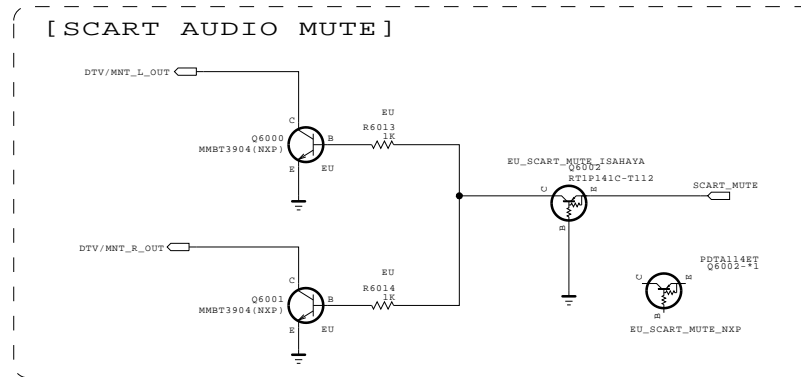 [SCART AUDIO MUTE]
DTV/MNT_L_OUT
C
Q6000
MMBT3904(NXP)
B
E
EU
EU
R6013
1K
EU_SCART_MUTE_ISAHAYA
Q6002
RT1P141C-T112
C
E
B
SCART_MUTE
DTV/MNT_R_OUT
C
Q6001
MMBT3904(NXP)
B
E
EU
EU
R6014
1K
PDTA114ET
Q6002-*1
C
E
B
EU_SCART_MUTE_NXP